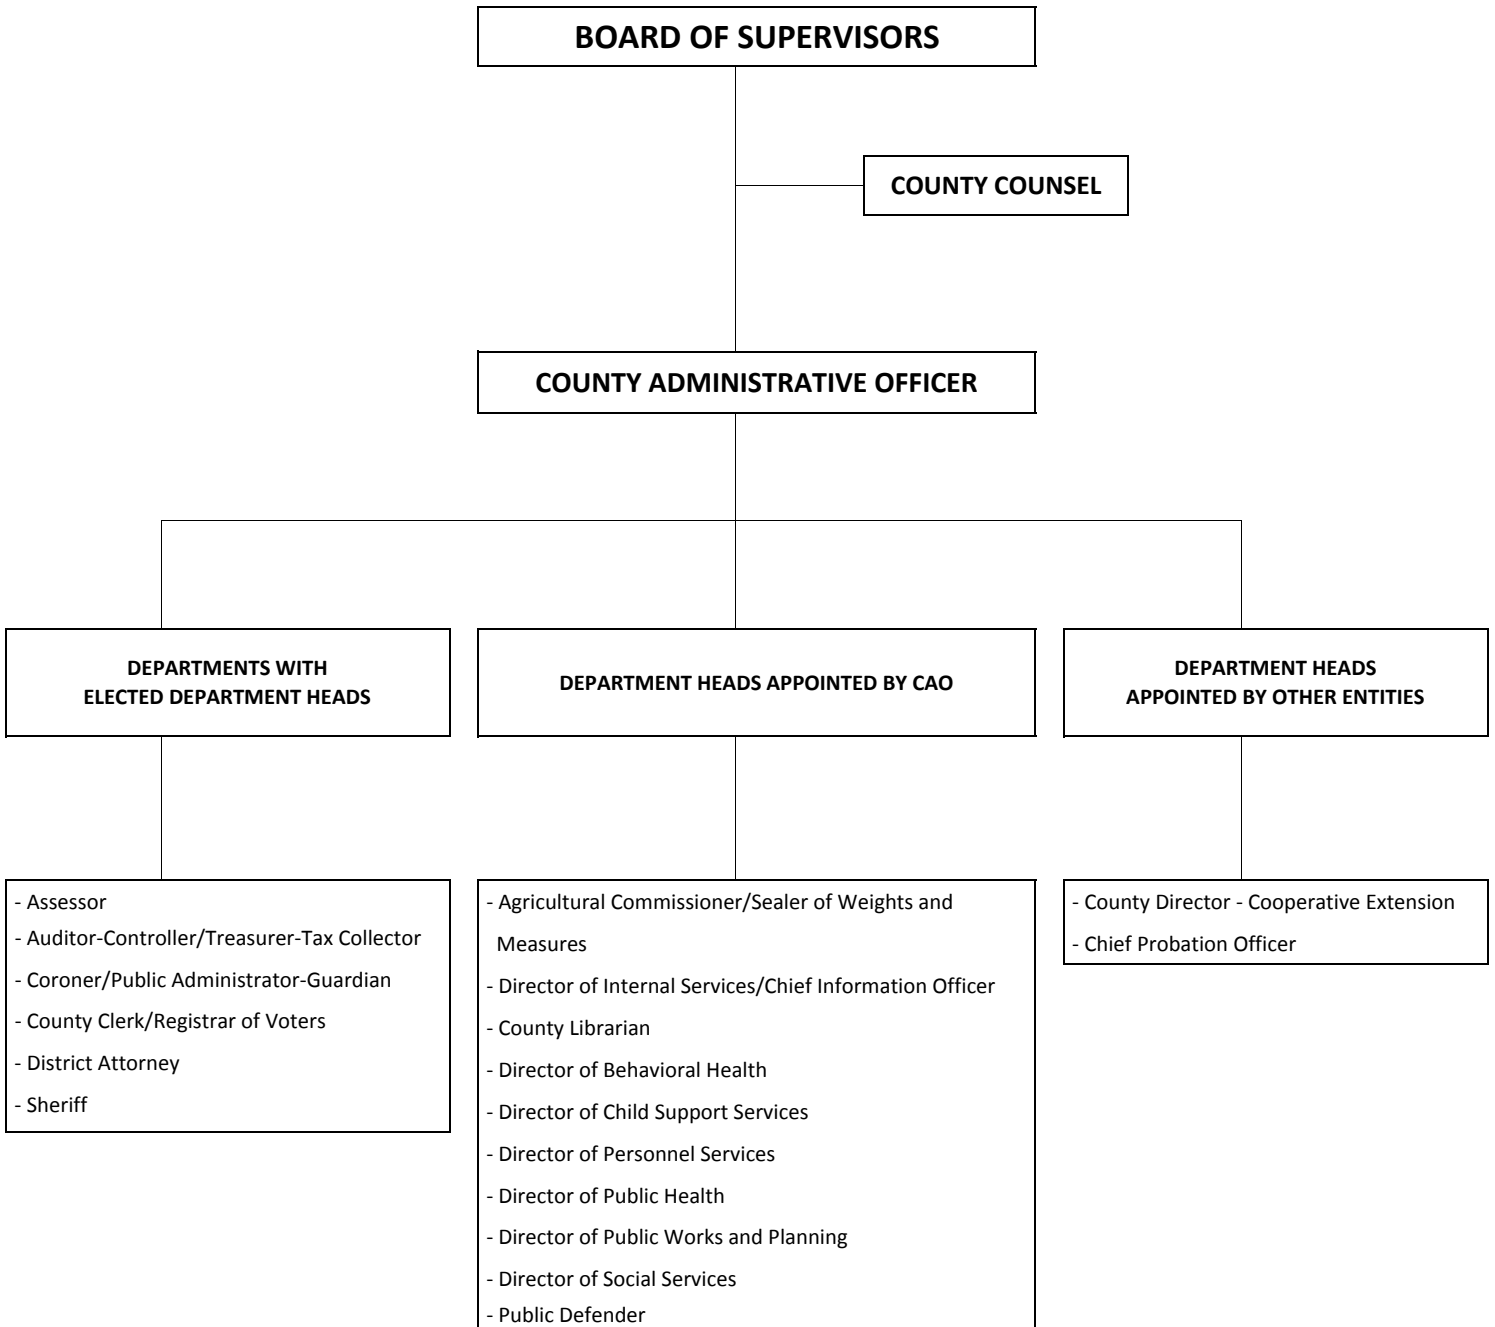 BOARD OF SUPERVISORS
COUNTY COUNSEL
COUNTY ADMINISTRATIVE OFFICER
DEPARTMENTS WITH
ELECTED DEPARTMENT HEADS
DEPARTMENT HEADS APPOINTED BY CAO
DEPARTMENT HEADS
APPOINTED BY OTHER ENTITIES
- Assessor
- Auditor-Controller/Treasurer-Tax Collector
- Coroner/Public Administrator-Guardian
- County Clerk/Registrar of Voters
- District Attorney
- Sheriff
- Agricultural Commissioner/Sealer of Weights and
Measures
- Director of Internal Services/Chief Information Officer
- County Librarian
- Director of Behavioral Health
- Director of Child Support Services
- Director of Personnel Services
- Director of Public Health
- Director of Public Works and Planning
- Director of Social Services
- Public Defender
- County Director - Cooperative Extension
- Chief Probation Officer